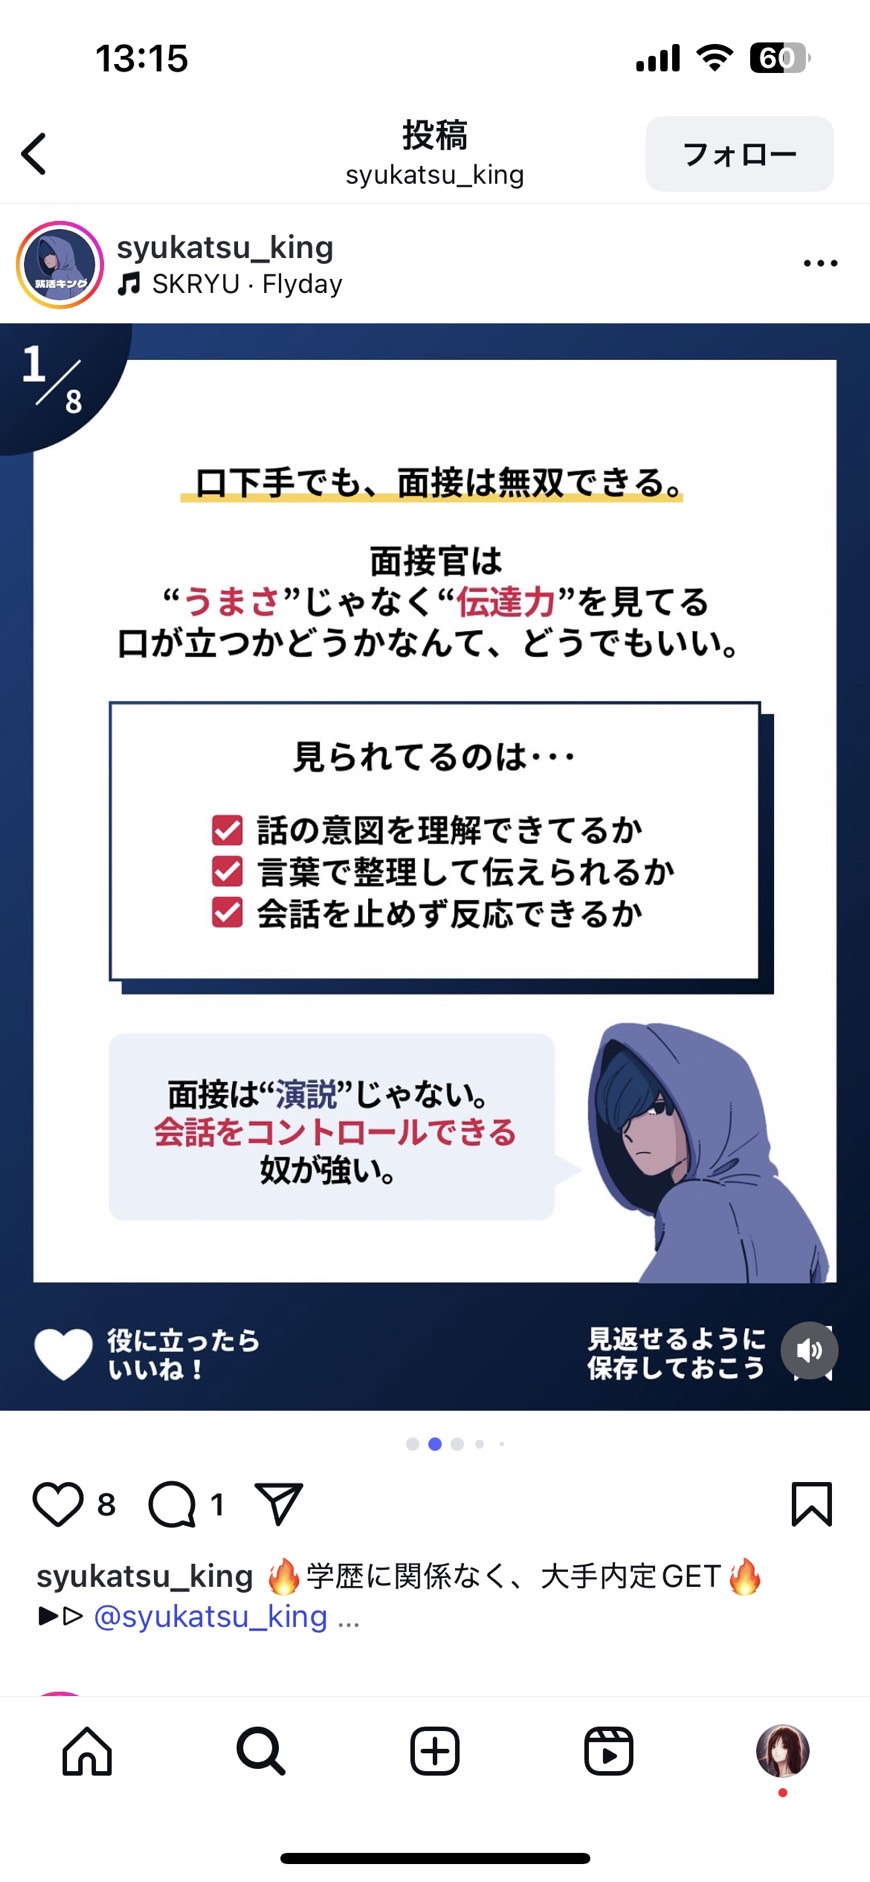 13:15
60
投稿
syukatsu_king
フォロー
syukatsu_king
SKRYU · Flyday
就活キング
1/8
口下手でも、面接は無双できる。
面接官は
“うまさ”じゃなく“伝達力”を見てる
口が立つかどうかなんて、どうでもいい。
見られてるのは･･･
話の意図を理解できてるか
言葉で整理して伝えられるか
会話を止めず反応できるか
面接は“演説”じゃない。
会話をコントロールできる
奴が強い。
役に立ったら
いいね！
見返せるように
保存しておこう
8
1
syukatsu_king 🔥学歴に関係なく、大手内定GET🔥
▶▷ @syukatsu_king ...